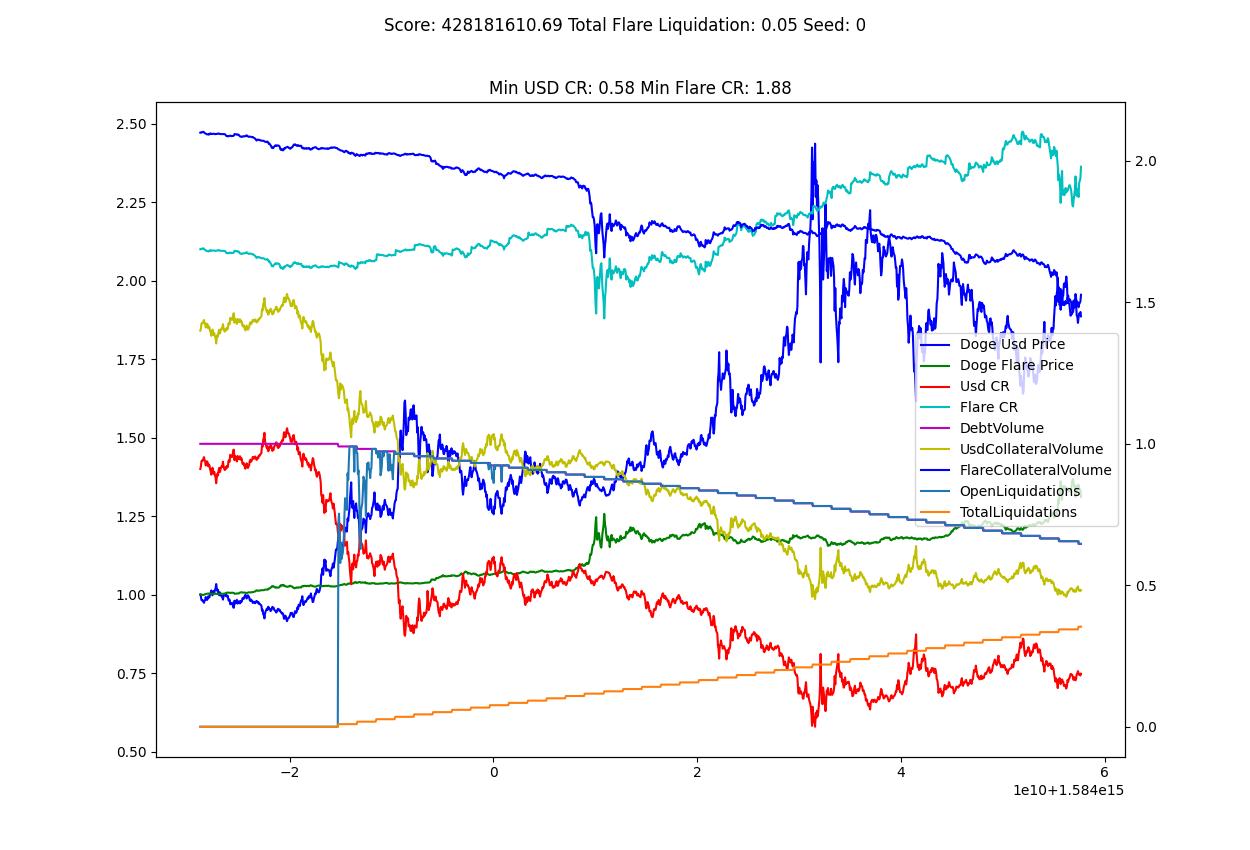 Score: 428181610.69 Total Flare Liquidation: 0.05 Seed: 0
Min USD CR: 0.58 Min Flare CR: 1.88
2.50
2.25
2.00
1.75
1.50
1.25
1.00
0.75
0.50
2.0
1.5
1.0
0.5
0.0
Doge Usd Price
Doge Flare Price
Usd CR
Flare CR
DebtVolume
UsdCollateralVolume
FlareCollateralVolume
OpenLiquidations
TotalLiquidations
−2 0 2 4 6
1e10+1.584e15